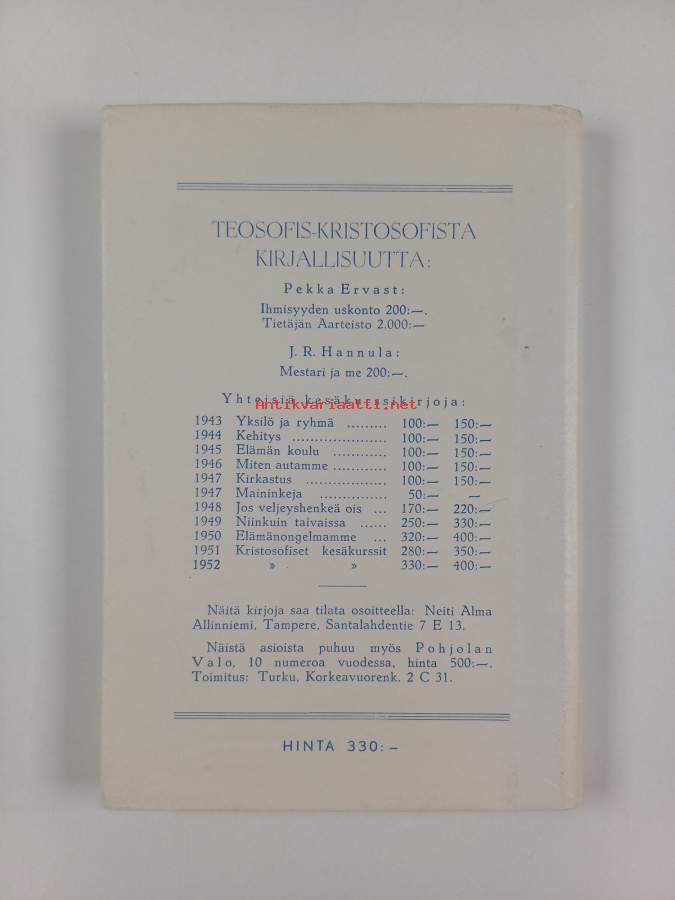 TEOSOFIS-KRISTOSOFISTA
KIRJALLISUUTTA:
Pekka Ervast:
Ihmisyyden uskonto 200:—.
Tietäjän Aarteisto 2.000:—
J. R. Hannula:
Mestari ja me 200:—.
Yhteisiä kesäkurssikirjoja:
Antikvariaatti.net
1943 Yksilö ja ryhmä ......... 100:— 150:—
1944 Kehitys ..................... 100:— 150:—
1945 Elämän koulu ............ 100:— 150:—
1946 Miten autamme ............ 100:— 150:—
1947 Kirkastus .................. 100:— 150:—
1947 Maininkeja ............... 50:— —
1948 Jos veljeyshenkeä ois ... 170:— 220:—
1949 Niinkuin taivaissa ...... 250:— 330:—
1950 Elämänongelmamme ... 320:— 400:—
1951 Kristosofiset kesäkurssit 280:— 350:—
1952 » » 330:— 400:—
Näitä kirjoja saa tilata osoitteella: Neiti Alma
Allinniemi, Tampere, Santalahdentie 7 E 13.
Näistä asioista puhuu myös Pohjolan
Valo, 10 numeroa vuodessa, hinta 500:—.
Toimitus: Turku, Korkeavuorenk. 2 C 31.
HINTA 330:—